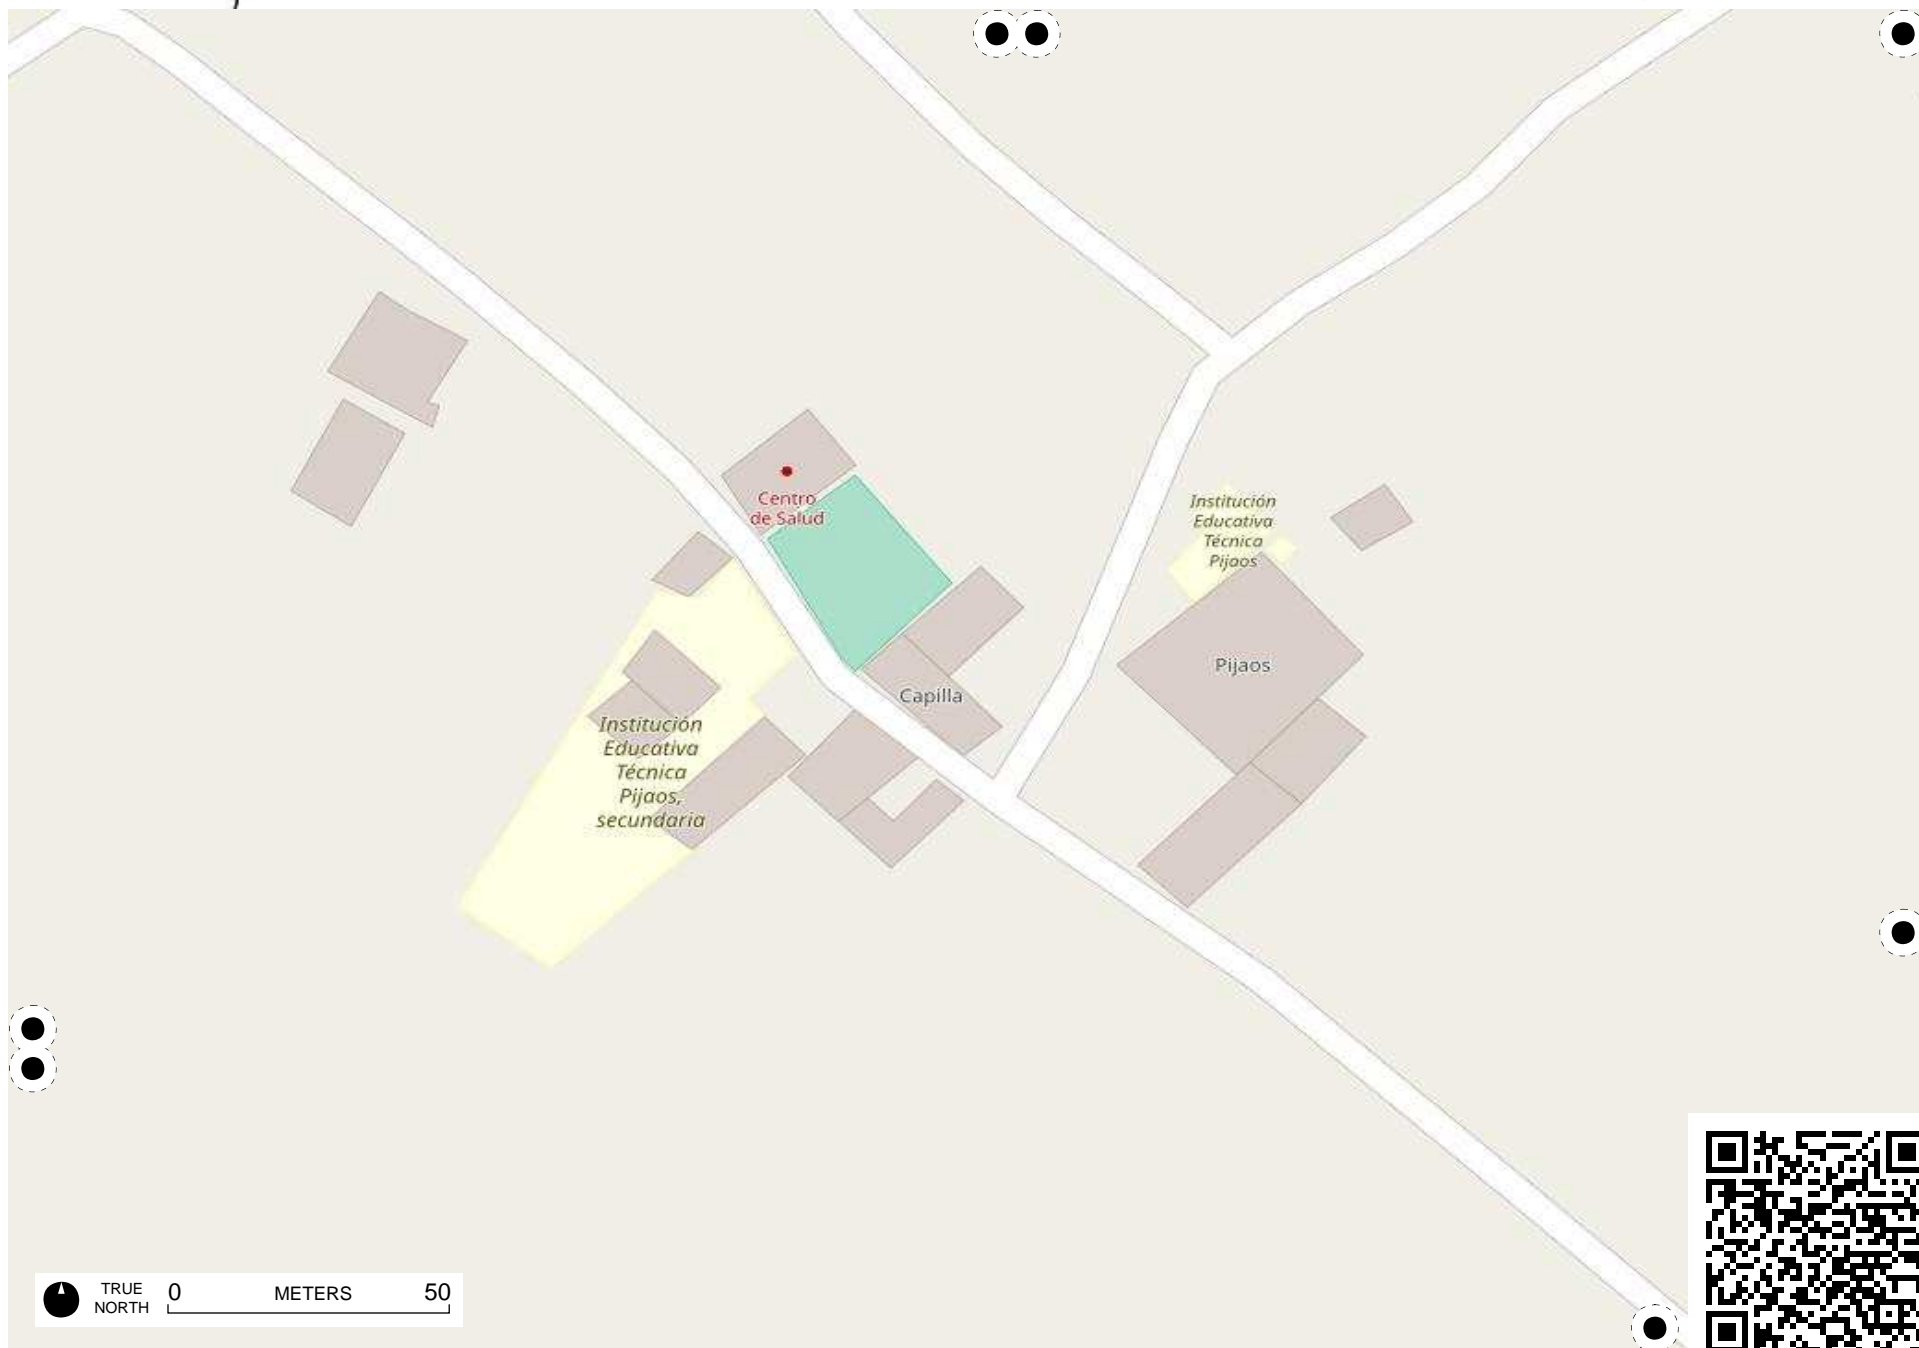 Centro
de Salud
Institución
Educativa
Técnica
Pijaos
Pijaos
Capilla
Institución
Educativa
Técnica
Pijaos,
secundaria
TRUE
NORTH
0 METERS 50